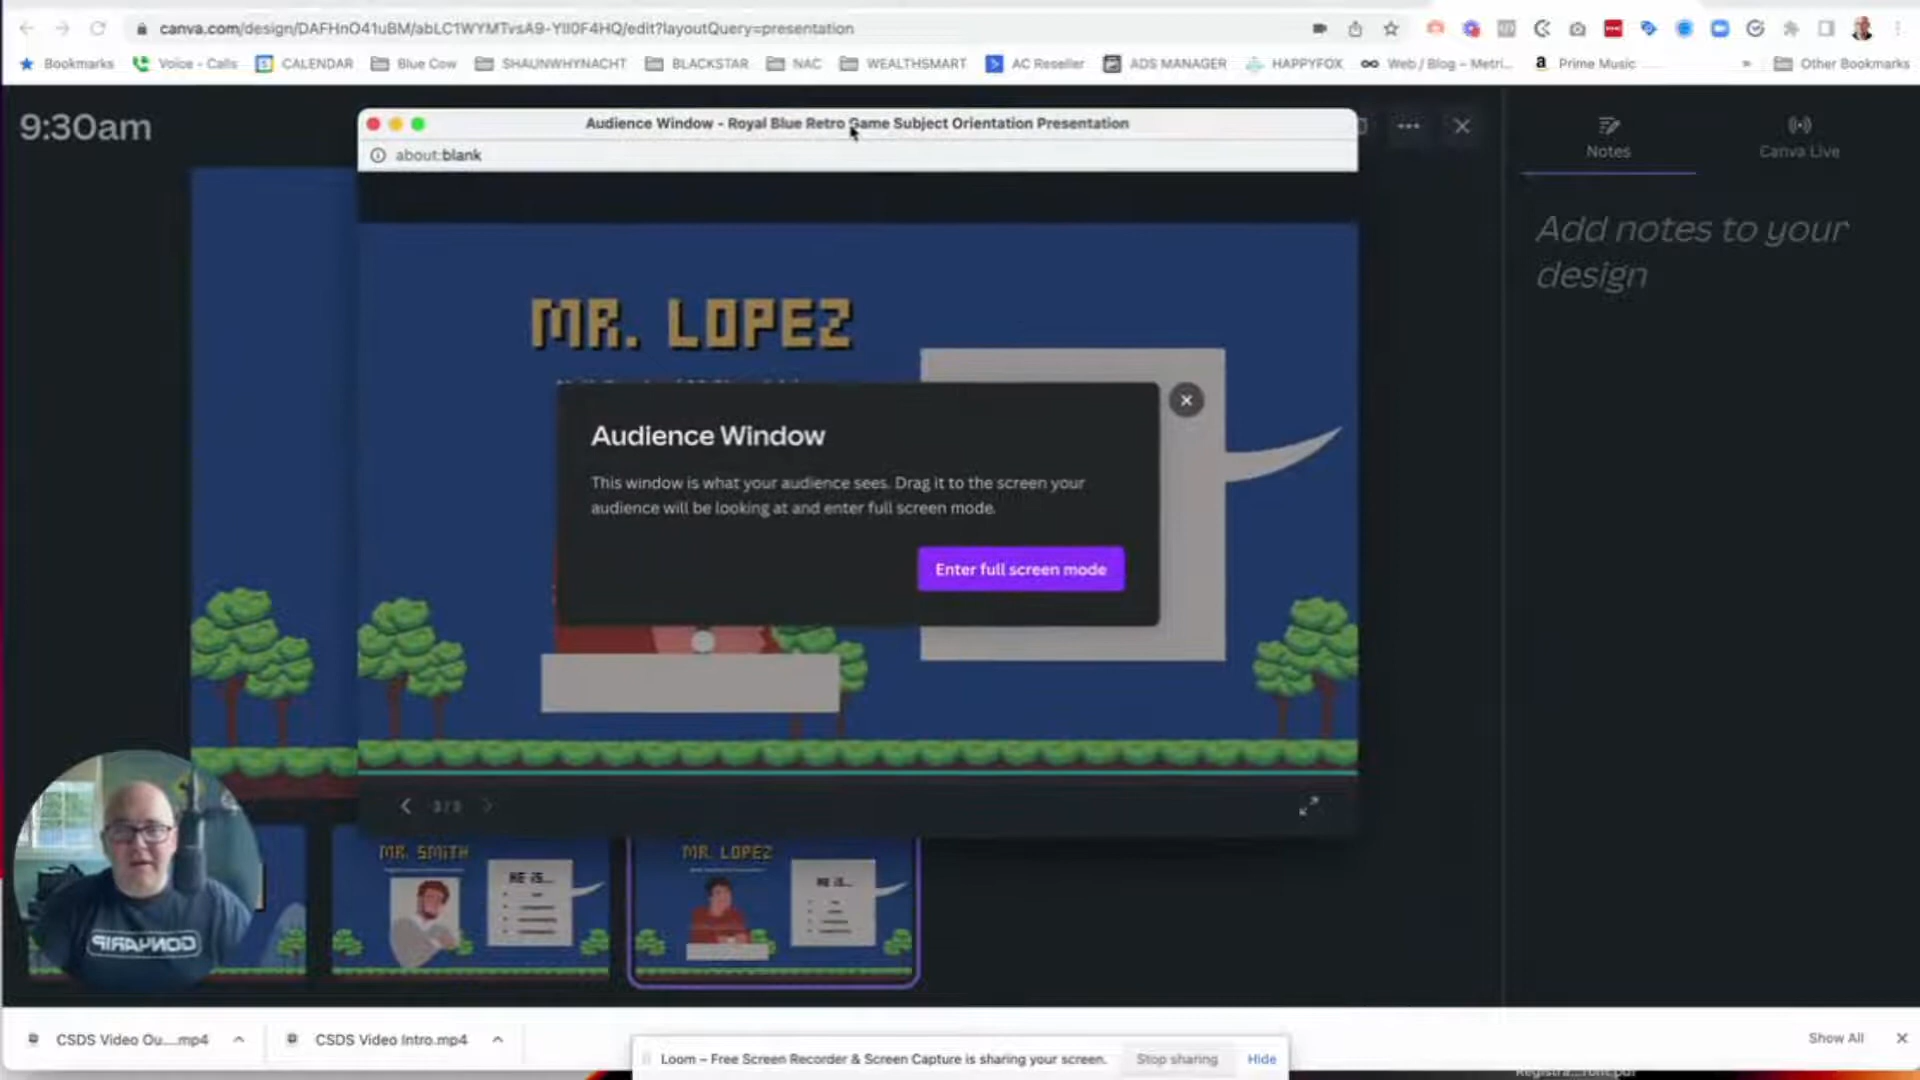 canva.com/design/DAFHnO41uBM/abLC1WYMTvsA9-YII0F4HQ/edit?layoutQuery=presentation
Bookmarks Voice - Calls CALENDAR Blue Cow SHAUNWHYNACHT BLACKSTAR NAC WEALTHSMART AC Reseller ADS MANAGER HAPPYFOX Web / Blog – Metri... Prime Music » Other Bookmarks
9:30am
Audience Window - Royal Blue Retro Game Subject Orientation Presentation
about:blank
Notes
Canva Live
Add notes to your
design
MR. LOPEZ
Audience Window
This window is what your audience sees. Drag it to the screen your
audience will be looking at and enter full screen mode.
Enter full screen mode
3 / 3
MR. SMITH
HE IS...
MR. LOPEZ
HE IS...
CONVARIP
CSDS Video Ou....mp4
CSDS Video Intro.mp4
Show All
Loom – Free Screen Recorder & Screen Capture is sharing your screen.
Stop sharing
Hide